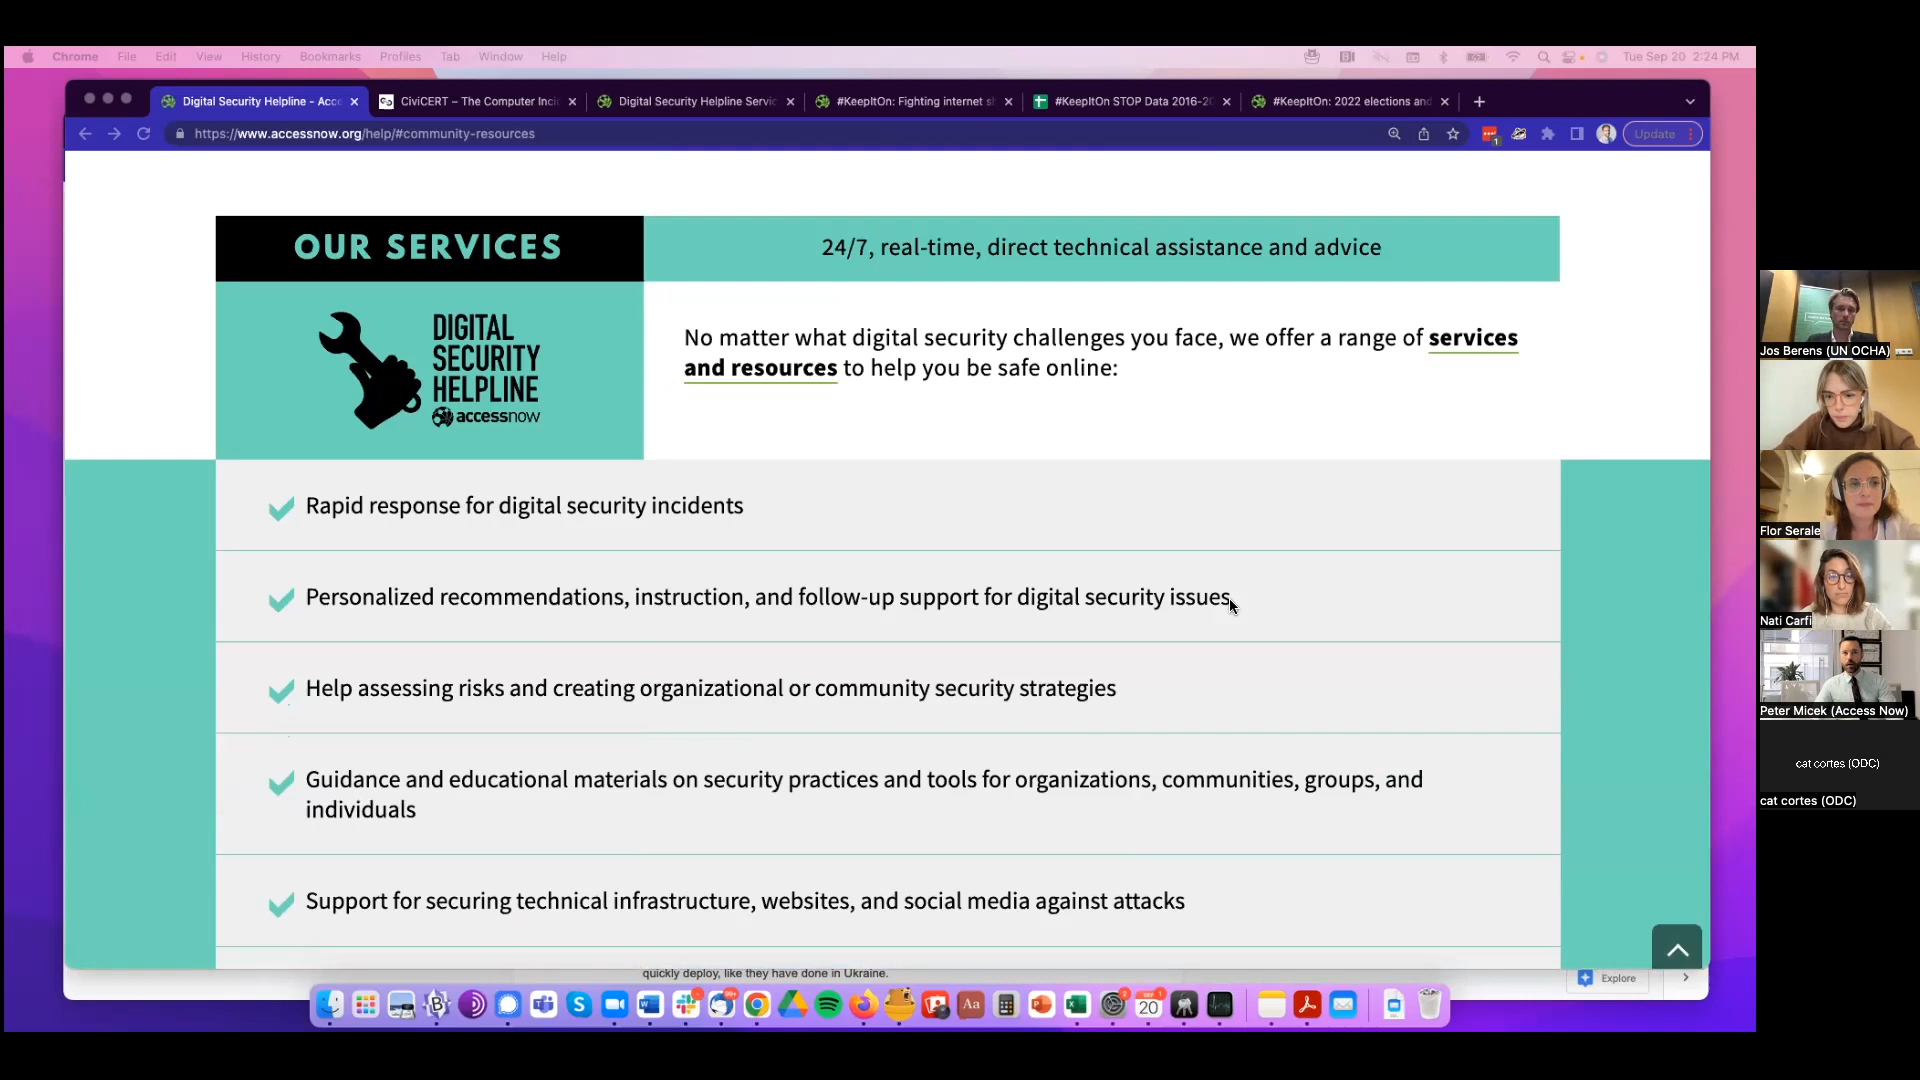 Chrome File Edit View History Bookmarks Profiles Tab Window Help Tue Sep 20 2:24 PM
Digital Security Helpline - Acce CiviCERT – The Computer Inci Digital Security Helpline Servic #KeepItOn: Fighting internet s #KeepItOn STOP Data 2016-20 #KeepItOn: 2022 elections and
https://www.accessnow.org/help/#community-resources Update
OUR SERVICES
24/7, real-time, direct technical assistance and advice
DIGITAL
SECURITY
HELPLINE
accessnow
No matter what digital security challenges you face, we offer a range of services
and resources to help you be safe online:
Rapid response for digital security incidents
Personalized recommendations, instruction, and follow-up support for digital security issues
Help assessing risks and creating organizational or community security strategies
Guidance and educational materials on security practices and tools for organizations, communities, groups, and
individuals
Support for securing technical infrastructure, websites, and social media against attacks
quickly deploy, like they have done in Ukraine.
Explore
20
Jos Berens (UN OCHA)
Flor Serale
Nati Carfi
Peter Micek (Access Now)
cat cortes (ODC)
cat cortes (ODC)